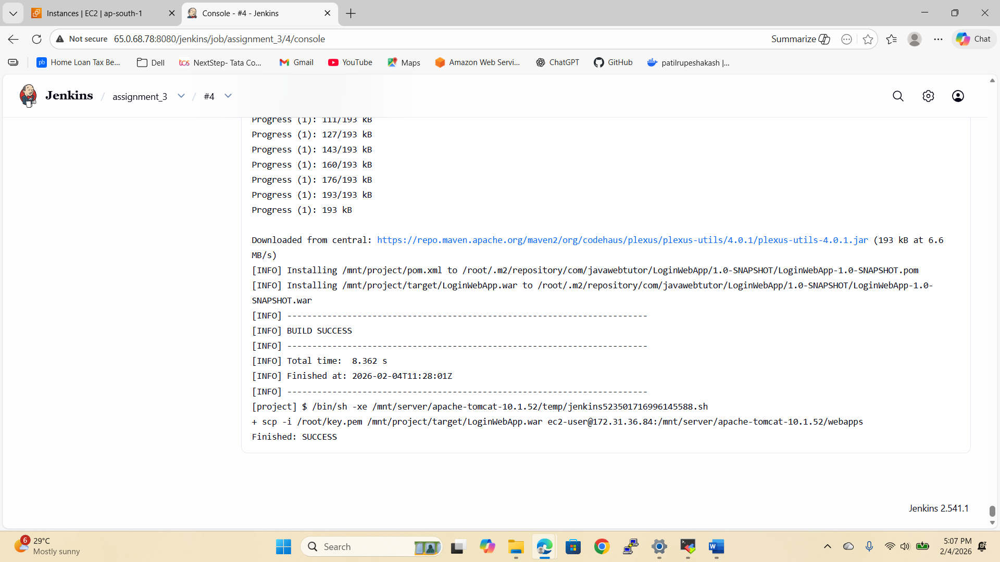 Instances | EC2 | ap-south-1
Console - #4 - Jenkins
Not secure 65.0.68.78:8080/jenkins/job/assignment_3/4/console
Summarize
Chat
pb Home Loan Tax Be...
Dell
tcs NextStep- Tata Co...
Gmail
YouTube
Maps
Amazon Web Servi...
ChatGPT
GitHub
patilrupeshakash |...
Jenkins / assignment_3 / #4
Progress (1): 111/193 kB
Progress (1): 127/193 kB
Progress (1): 143/193 kB
Progress (1): 160/193 kB
Progress (1): 176/193 kB
Progress (1): 193/193 kB
Progress (1): 193 kB
Downloaded from central: https://repo.maven.apache.org/maven2/org/codehaus/plexus/plexus-utils/4.0.1/plexus-utils-4.0.1.jar (193 kB at 6.6
MB/s)
[INFO] Installing /mnt/project/pom.xml to /root/.m2/repository/com/javawebtutor/LoginWebApp/1.0-SNAPSHOT/LoginWebApp-1.0-SNAPSHOT.pom
[INFO] Installing /mnt/project/target/LoginWebApp.war to /root/.m2/repository/com/javawebtutor/LoginWebApp/1.0-SNAPSHOT/LoginWebApp-1.0-
SNAPSHOT.war
[INFO] ------------------------------------------------------------------------
[INFO] BUILD SUCCESS
[INFO] ------------------------------------------------------------------------
[INFO] Total time:  8.362 s
[INFO] Finished at: 2026-02-04T11:28:01Z
[INFO] ------------------------------------------------------------------------
[project] $ /bin/sh -xe /mnt/server/apache-tomcat-10.1.52/temp/jenkins523501716996145588.sh
+ scp -i /root/key.pem /mnt/project/target/LoginWebApp.war ec2-user@172.31.36.84:/mnt/server/apache-tomcat-10.1.52/webapps
Finished: SUCCESS
Jenkins 2.541.1
6
29°C
Mostly sunny
Search
5:07 PM
2/4/2026